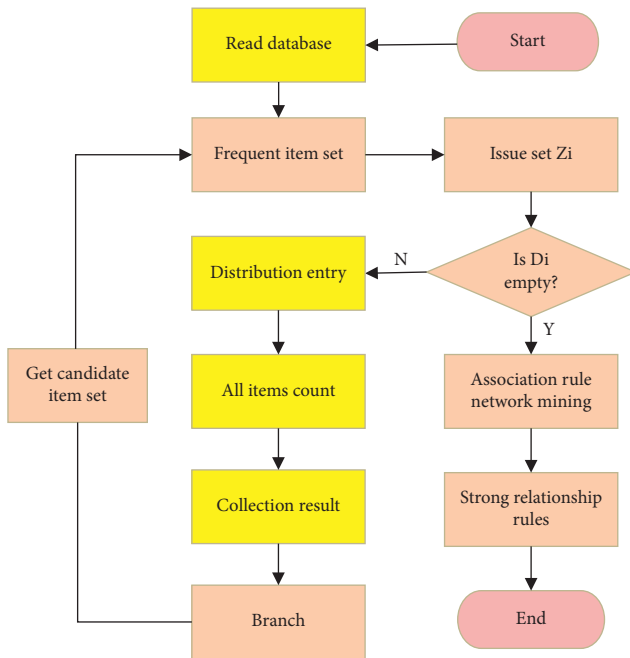 Read database
Start
Frequent item set
Issue set Zi
Distribution entry
N
Is Di
empty?
Y
Get candidate
item set
All items count
Association rule
network mining
Collection result
Strong relationship
rules
Branch
End